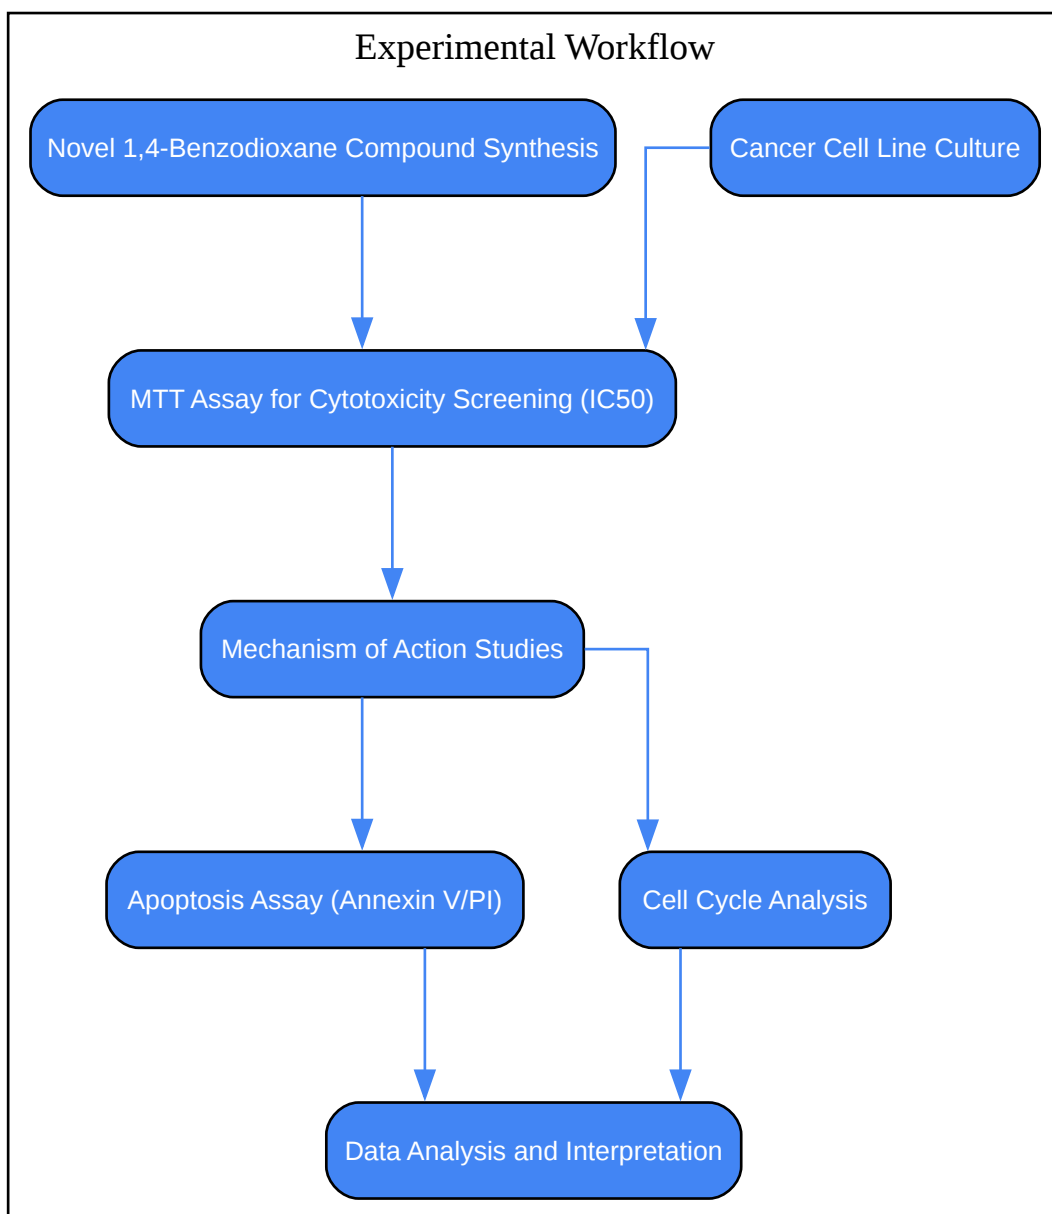 Experimental Workflow
Novel 1,4-Benzodioxane Compound Synthesis
Cancer Cell Line Culture
MTT Assay for Cytotoxicity Screening (IC50)
Mechanism of Action Studies
Apoptosis Assay (Annexin V/PI)
Cell Cycle Analysis
Data Analysis and Interpretation